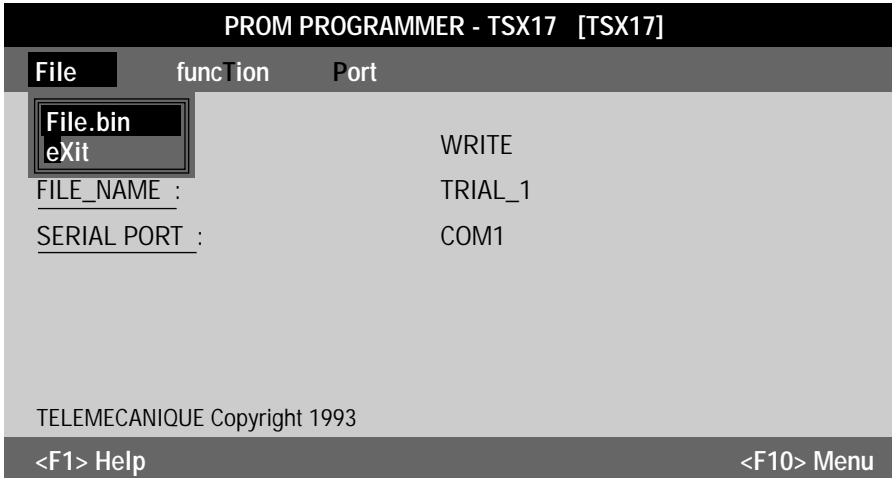 PROM PROGRAMMER - TSX17 [TSX17]
File funcTion Port
File.bin
eXit
WRITE
FILE_NAME : TRIAL_1
SERIAL PORT : COM1
TELEMECANIQUE Copyright 1993
<F1> Help <F10> Menu